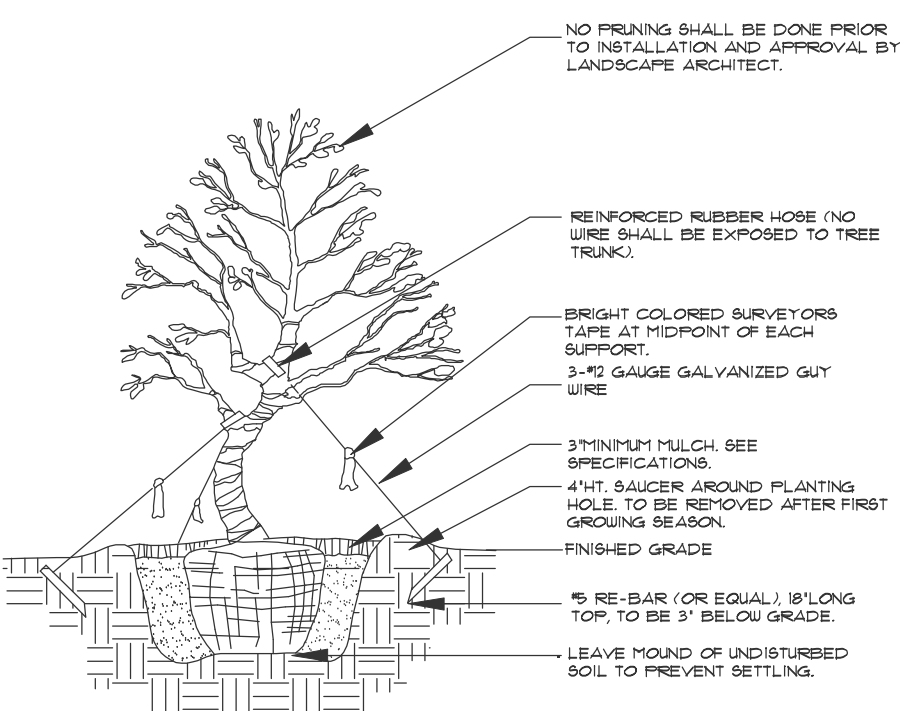 NO PRUNING SHALL BE DONE PRIOR
TO INSTALLATION AND APPROVAL BY
LANDSCAPE ARCHITECT.
REINFORCED RUBBER HOSE (NO
WIRE SHALL BE EXPOSED TO TREE
TRUNK).
BRIGHT COLORED SURVEYORS
TAPE AT MIDPOINT OF EACH
SUPPORT.
3-#12 GAUGE GALVANIZED GUY
WIRE
3"MINIMUM MULCH. SEE
SPECIFICATIONS.
4"HT. SAUCER AROUND PLANTING
HOLE. TO BE REMOVED AFTER FIRST
GROWING SEASON.
FINISHED GRADE
#5 RE-BAR (OR EQUAL), 18"LONG
TOP, TO BE 3" BELOW GRADE.
LEAVE MOUND OF UNDISTURBED
SOIL TO PREVENT SETTLING.